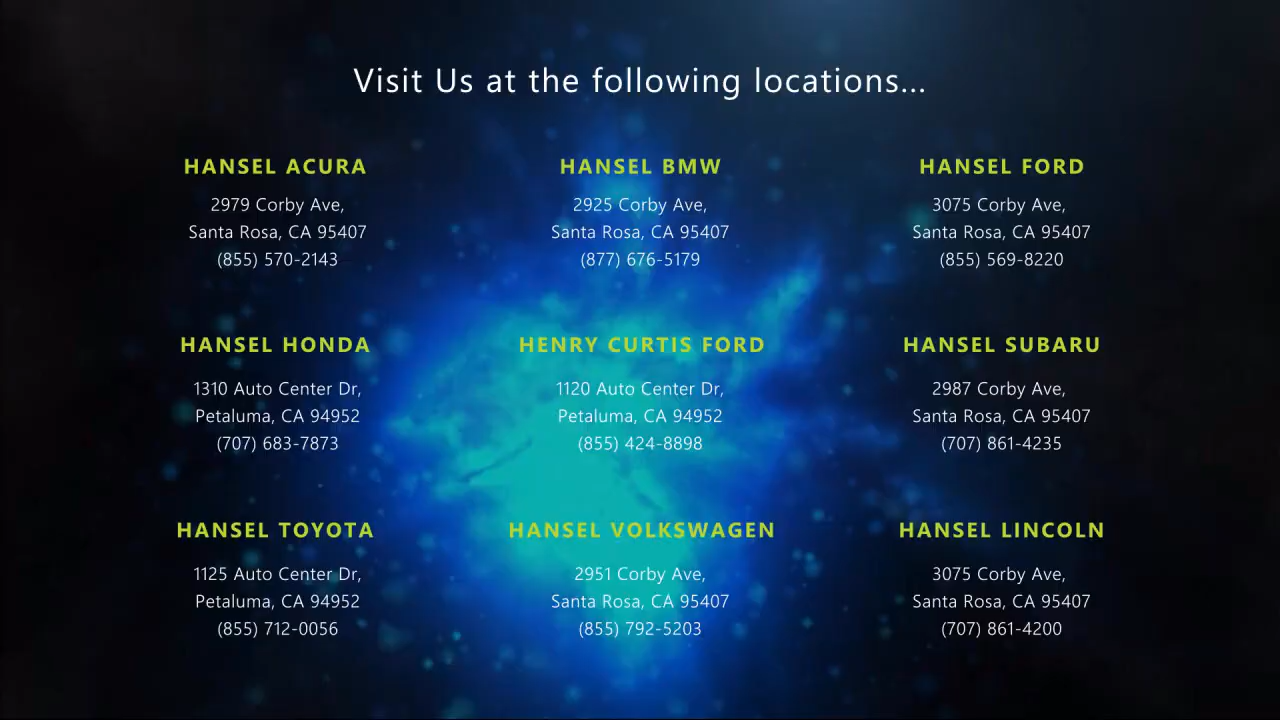 Visit Us at the following locations...
HANSEL ACURA
2979 Corby Ave,
Santa Rosa, CA 95407
(855) 570-2143
HANSEL BMW
2925 Corby Ave,
Santa Rosa, CA 95407
(877) 676-5179
HANSEL FORD
3075 Corby Ave,
Santa Rosa, CA 95407
(855) 569-8220
HANSEL HONDA
1310 Auto Center Dr,
Petaluma, CA 94952
(707) 683-7873
HENRY CURTIS FORD
1120 Auto Center Dr,
Petaluma, CA 94952
(855) 424-8898
HANSEL SUBARU
2987 Corby Ave,
Santa Rosa, CA 95407
(707) 861-4235
HANSEL TOYOTA
1125 Auto Center Dr,
Petaluma, CA 94952
(855) 712-0056
HANSEL VOLKSWAGEN
2951 Corby Ave,
Santa Rosa, CA 95407
(855) 792-5203
HANSEL LINCOLN
3075 Corby Ave,
Santa Rosa, CA 95407
(707) 861-4200